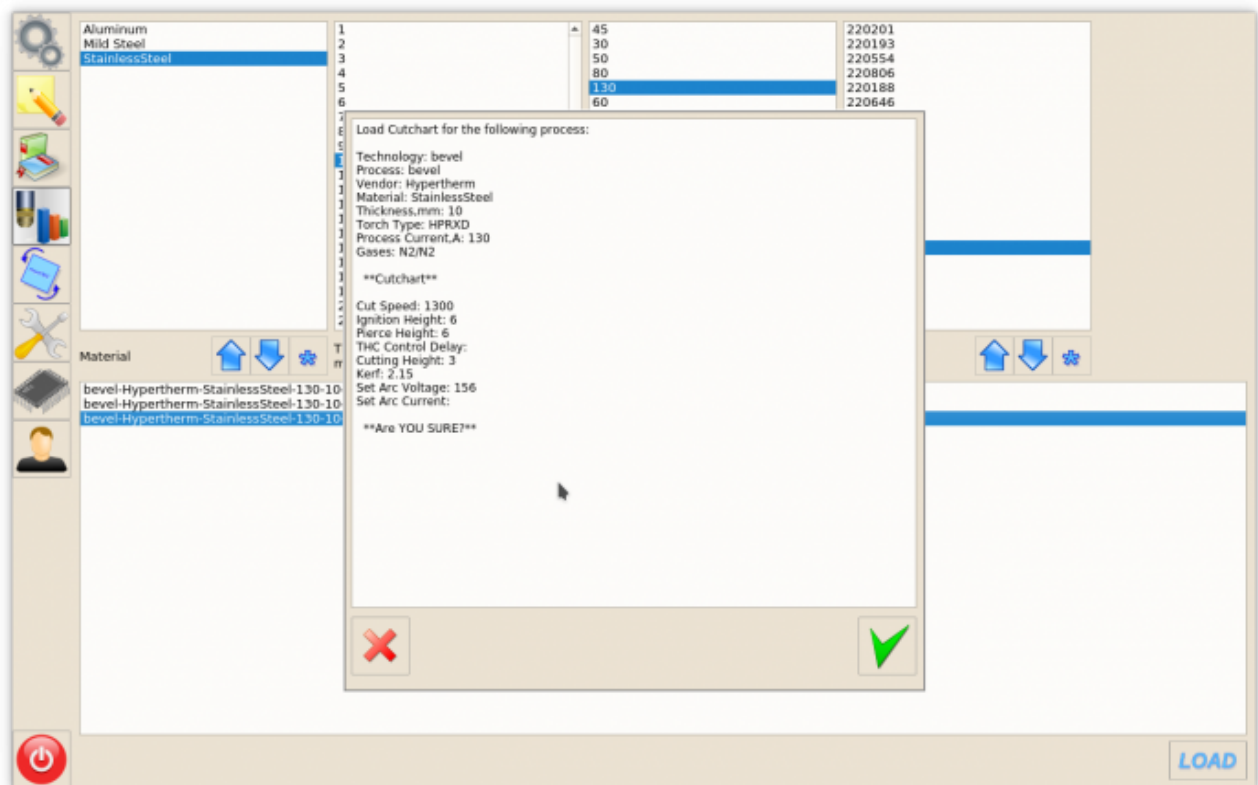 Aluminum
Mild Steel
StainlessSteel
1
2
3
4
5
6
45
30
50
80
130
60
220201
220193
220554
220806
220188
220646
Load Cutchart for the following process:
Technology: bevel
Process: bevel
Vendor: Hypertherm
Material: StainlessSteel
Thickness,mm: 10
Torch Type: HPRXD
Process Current,A: 130
Gases: N2/N2
**Cutchart**
Cut Speed: 1300
Ignition Height: 6
Pierce Height: 6
THC Control Delay:
Cutting Height: 3
Kerf: 2.15
Set Arc Voltage: 156
Set Arc Current:
**Are YOU SURE?**
Material
bevel-Hypertherm-StainlessSteel-130-10-
bevel-Hypertherm-StainlessSteel-130-10-
bevel-Hypertherm-StainlessSteel-130-10-
LOAD